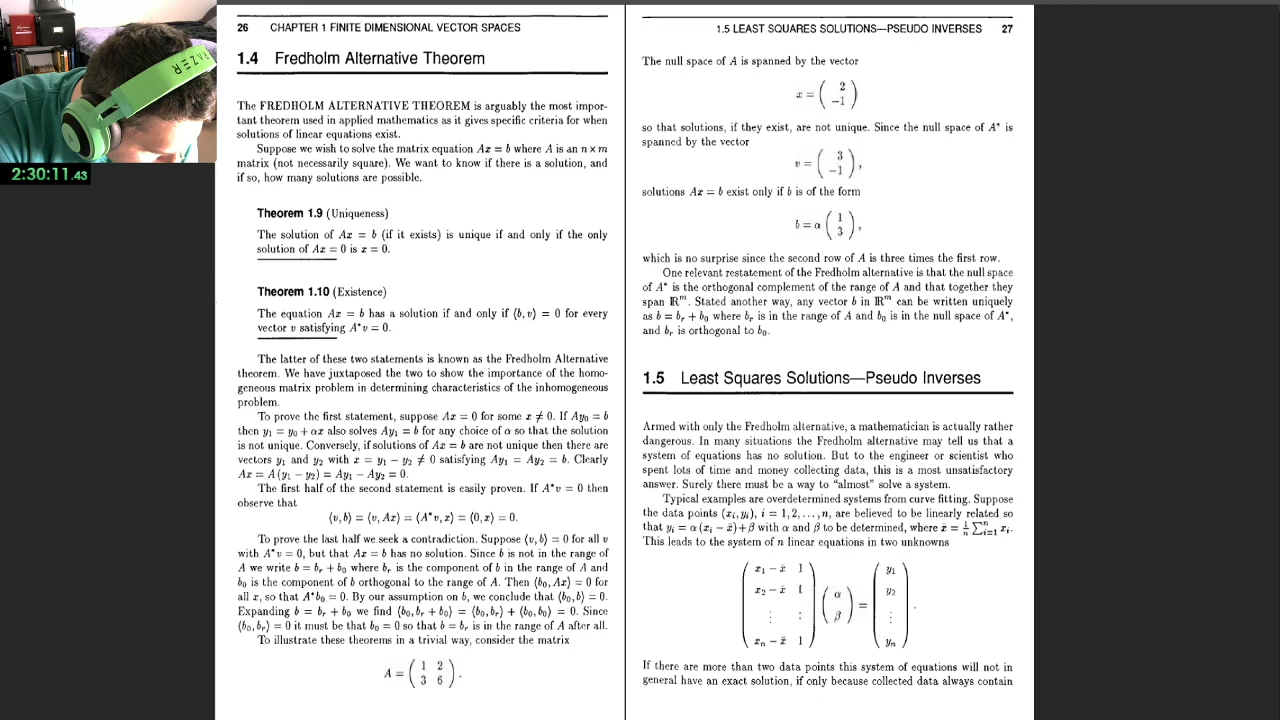 RAZER
2:30:11.43
26 CHAPTER 1 FINITE DIMENSIONAL VECTOR SPACES
1.4 Fredholm Alternative Theorem
The FREDHOLM ALTERNATIVE THEOREM is arguably the most impor-
tant theorem used in applied mathematics as it gives specific criteria for when
solutions of linear equations exist.
Suppose we wish to solve the matrix equation Ax = b where A is an n × m
matrix (not necessarily square). We want to know if there is a solution, and
if so, how many solutions are possible.
Theorem 1.9 (Uniqueness)
The solution of Ax = b (if it exists) is unique if and only if the only
solution of Ax = 0 is x = 0.
Theorem 1.10 (Existence)
The equation Ax = b has a solution if and only if ⟨b, v⟩ = 0 for every
vector v satisfying A*v = 0.
The latter of these two statements is known as the Fredholm Alternative
theorem. We have juxtaposed the two to show the importance of the homo-
geneous matrix problem in determining characteristics of the inhomogeneous
problem.
To prove the first statement, suppose Ax = 0 for some x ≠ 0. If Ay₀ = b
then y₁ = y₀ + αx also solves Ay₁ = b for any choice of α so that the solution
is not unique. Conversely, if solutions of Ax = b are not unique then there are
vectors y₁ and y₂ with x = y₁ − y₂ ≠ 0 satisfying Ay₁ = Ay₂ = b. Clearly
Ax = A(y₁ − y₂) = Ay₁ − Ay₂ = 0.
The first half of the second statement is easily proven. If A*v = 0 then
observe that
⟨v, b⟩ = ⟨v, Ax⟩ = ⟨A*v, x⟩ = ⟨0, x⟩ = 0.
To prove the last half we seek a contradiction. Suppose ⟨v, b⟩ = 0 for all v
with A*v = 0, but that Ax = b has no solution. Since b is not in the range of
A we write b = bᵣ + b₀ where bᵣ is the component of b in the range of A and
b₀ is the component of b orthogonal to the range of A. Then ⟨b₀, Ax⟩ = 0 for
all x, so that A*b₀ = 0. By our assumption on b, we conclude that ⟨b₀, b⟩ = 0.
Expanding b = bᵣ + b₀ we find ⟨b₀, bᵣ + b₀⟩ = ⟨b₀, bᵣ⟩ + ⟨b₀, b₀⟩ = 0. Since
⟨b₀, bᵣ⟩ = 0 it must be that b₀ = 0 so that b = bᵣ is in the range of A after all.
To illustrate these theorems in a trivial way, consider the matrix
A = ( 1 2
3 6 ) .
1.5 LEAST SQUARES SOLUTIONS—PSEUDO INVERSES 27
The null space of A is spanned by the vector
x = ( 2
−1 )
so that solutions, if they exist, are not unique. Since the null space of A* is
spanned by the vector
v = ( 3
−1 ) ,
solutions Ax = b exist only if b is of the form
b = α ( 1
3 ) ,
which is no surprise since the second row of A is three times the first row.
One relevant restatement of the Fredholm alternative is that the null space
of A* is the orthogonal complement of the range of A and that together they
span ℝᵐ. Stated another way, any vector b in ℝᵐ can be written uniquely
as b = bᵣ + b₀ where bᵣ is in the range of A and b₀ is in the null space of A*,
and bᵣ is orthogonal to b₀.
1.5 Least Squares Solutions—Pseudo Inverses
Armed with only the Fredholm alternative, a mathematician is actually rather
dangerous. In many situations the Fredholm alternative may tell us that a
system of equations has no solution. But to the engineer or scientist who
spent lots of time and money collecting data, this is a most unsatisfactory
answer. Surely there must be a way to “almost” solve a system.
Typical examples are overdetermined systems from curve fitting. Suppose
the data points (xᵢ, yᵢ), i = 1, 2, . . . , n, are believed to be linearly related so
that yᵢ = α(xᵢ − x̄) + β with α and β to be determined, where x̄ = 1/n ∑ⁿᵢ₌₁ xᵢ.
This leads to the system of n linear equations in two unknowns
( x₁ − x̄ 1
x₂ − x̄ 1
⋮ ⋮
xₙ − x̄ 1 ) ( α
β ) = ( y₁
y₂
⋮
yₙ ) .
If there are more than two data points this system of equations will not in
general have an exact solution, if only because collected data always contain